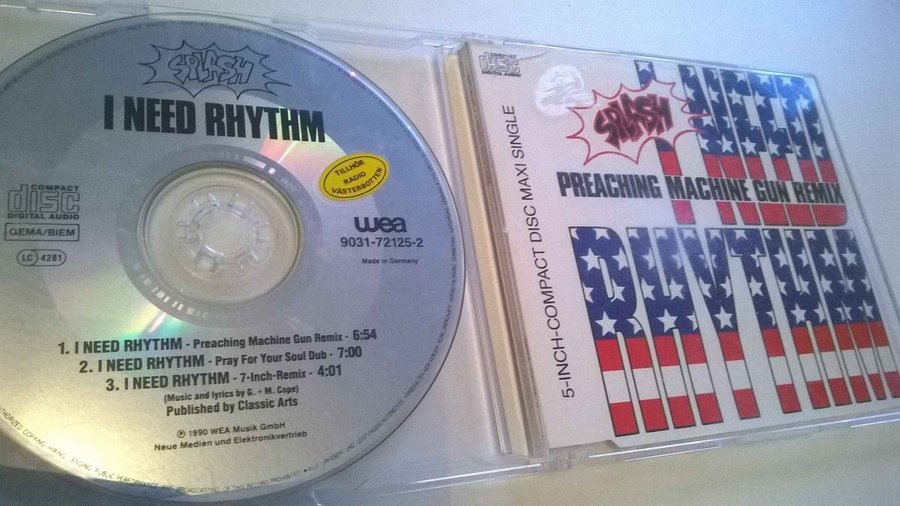 SPLASH
I NEED RHYTHM
COMPACT
disc
DIGITAL AUDIO
GEMA/BIEM
LC 4281
TILLHÖR
RADIO
VÄSTERBOTTEN
wea
9031-72125-2
Made in Germany
1. I NEED RHYTHM - Preaching Machine Gun Remix - 6:54
2. I NEED RHYTHM - Pray For Your Soul Dub - 7:00
3. I NEED RHYTHM - 7-Inch-Remix - 4:01
(Music and lyrics by G. + M. Cope)
Published by Classic Arts
℗ 1990 WEA Musik GmbH
Neue Medien und Elektronikvertrieb
COMPACT
disc
DIGITAL AUDIO
5-INCH-COMPACT DISC MAXI SINGLE
SPLASH
I NEED
PREACHING MACHINE GUN REMIX
RHYTHM